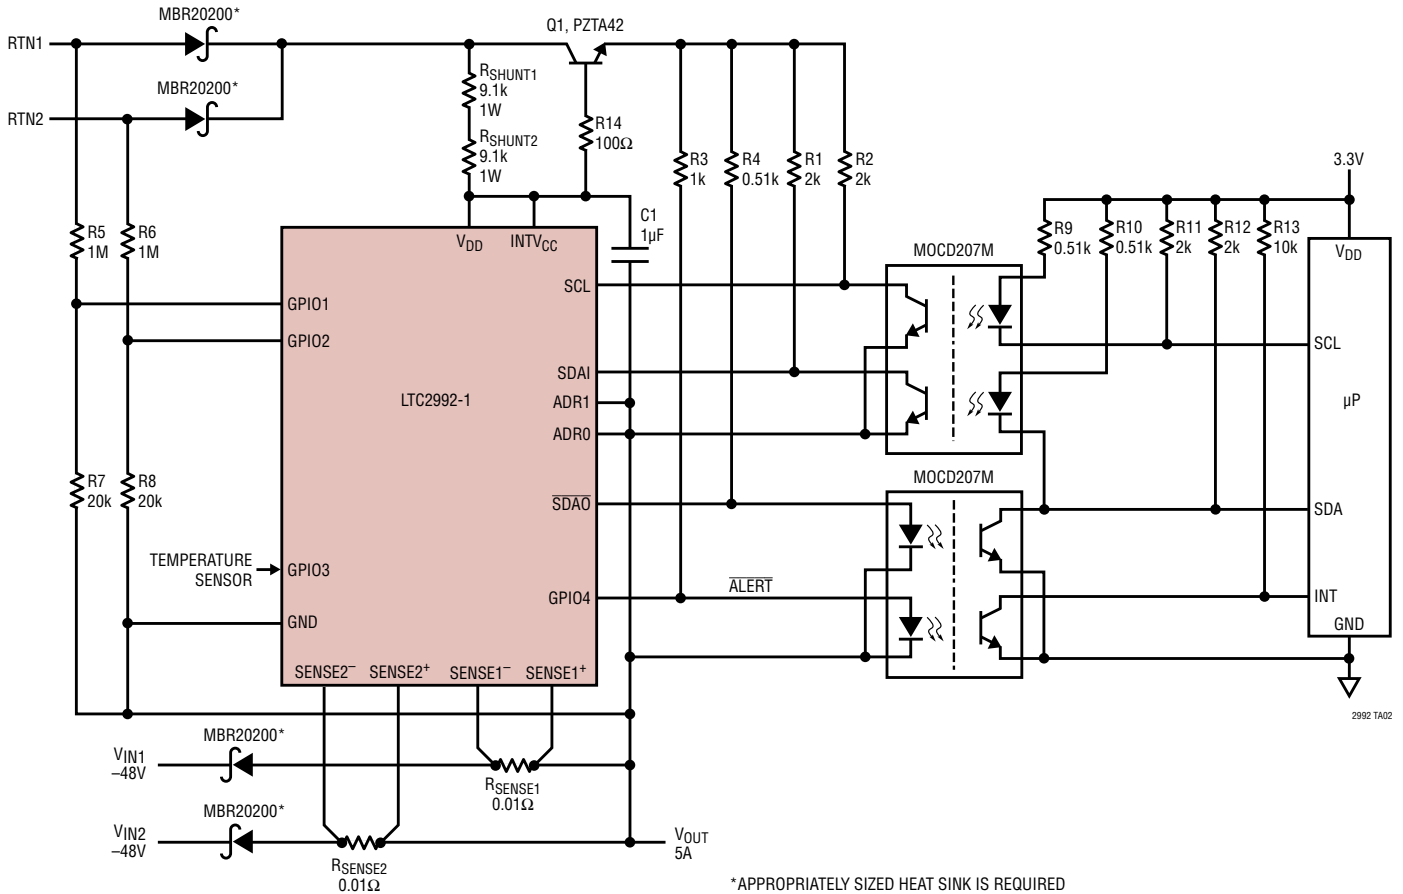 MBR20200*
RTN1
MBR20200*
RTN2
Q1, PZTA42
RSHUNT1
9.1k
1W
RSHUNT2
9.1k
1W
R14
100Ω
R3
1k
R4
0.51k
R1
2k
R2
2k
3.3V
R5
1M
R6
1M
C1
1µF
VDD
INTVCC
MOCD207M
R9
0.51k
R10
0.51k
R11
2k
R12
2k
R13
10k
VDD
GPIO1
GPIO2
SCL
SCL
LTC2992-1
SDAI
ADR1
ADR0
µP
R7
20k
R8
20k
MOCD207M
SDAO
SDA
TEMPERATURE
SENSOR
GPIO3
GPIO4
ALERT
INT
GND
GND
SENSE2–
SENSE2+
SENSE1–
SENSE1+
2992 TA02
VIN1
–48V
MBR20200*
RSENSE1
0.01Ω
VIN2
–48V
MBR20200*
RSENSE2
0.01Ω
VOUT
5A
*APPROPRIATELY SIZED HEAT SINK IS REQUIRED